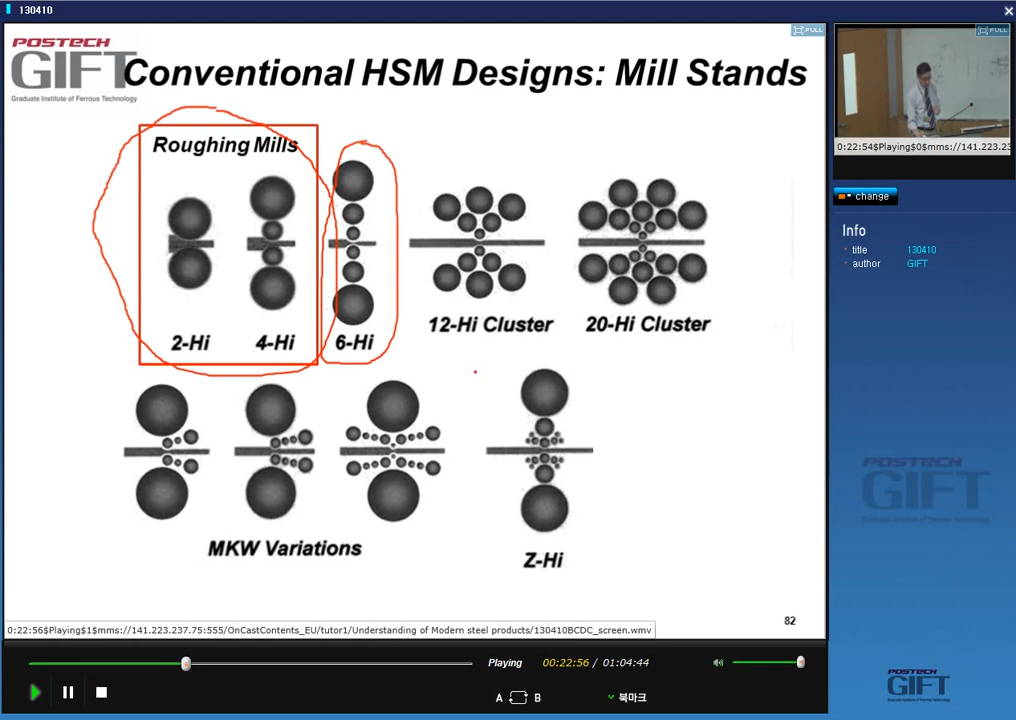 130410
POSTECH
GIFT
Graduate Institute of Ferrous Technology
Conventional HSM Designs: Mill Stands
FULL
FULL
Roughing Mills
2-Hi
4-Hi
6-Hi
12-Hi Cluster
20-Hi Cluster
MKW Variations
Z-Hi
82
0:22:54$Playing$0$mms://141.223.23
change
Info
title 130410
author GIFT
POSTECH
GIFT
Graduate Institute of Ferrous Technology
0:22:56$Playing$1$mms://141.223.237.75:555/OnCastContents_EU/tutor1/Understanding of Modern steel products/130410BCDC_screen.wmv
Playing 00:22:56 / 01:04:44
A B 북마크
POSTECH
GIFT